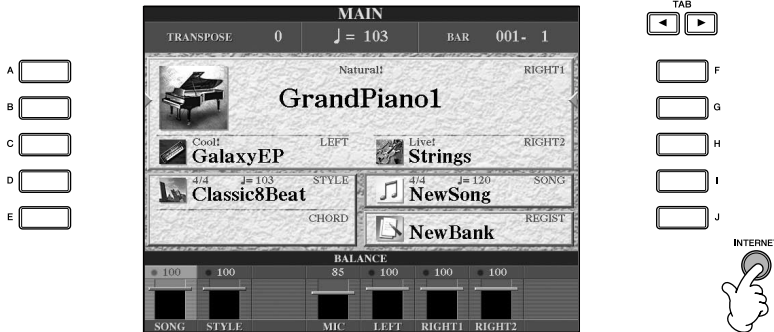 TAB
MAIN
TRANSPOSE 0 ♩= 103 BAR 001- 1
A
F
Natural! RIGHT1
GrandPiano1
B
G
C
H
Cool! LEFT Live! RIGHT2
GalaxyEP Strings
D
I
4/4 ♩=103 STYLE 4/4 ♩=120 SONG
Classic8Beat NewSong
E
J
CHORD REGIST
NewBank
INTERNE
BALANCE
100 100 85 100 100 100
SONG STYLE MIC LEFT RIGHT1 RIGHT2